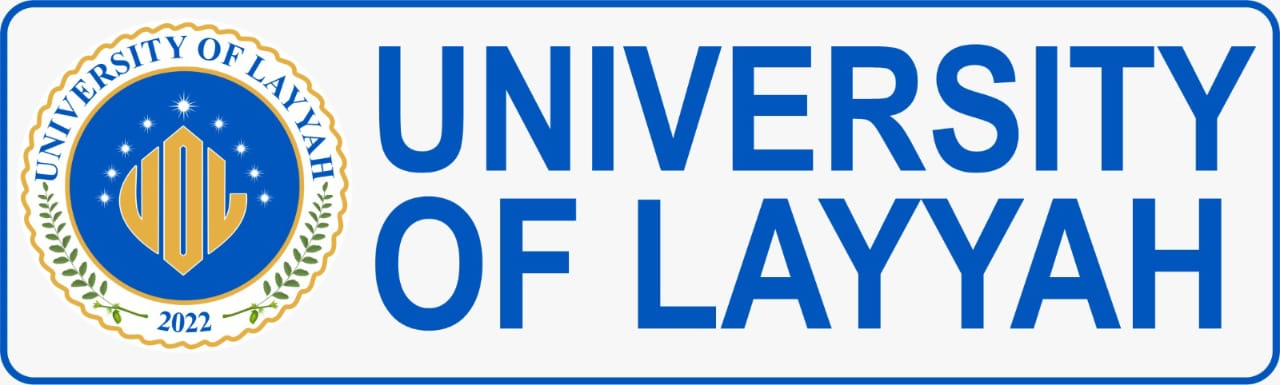 UNIVERSITY OF LAYYAH
UOL
2022
UNIVERSITY
OF LAYYAH